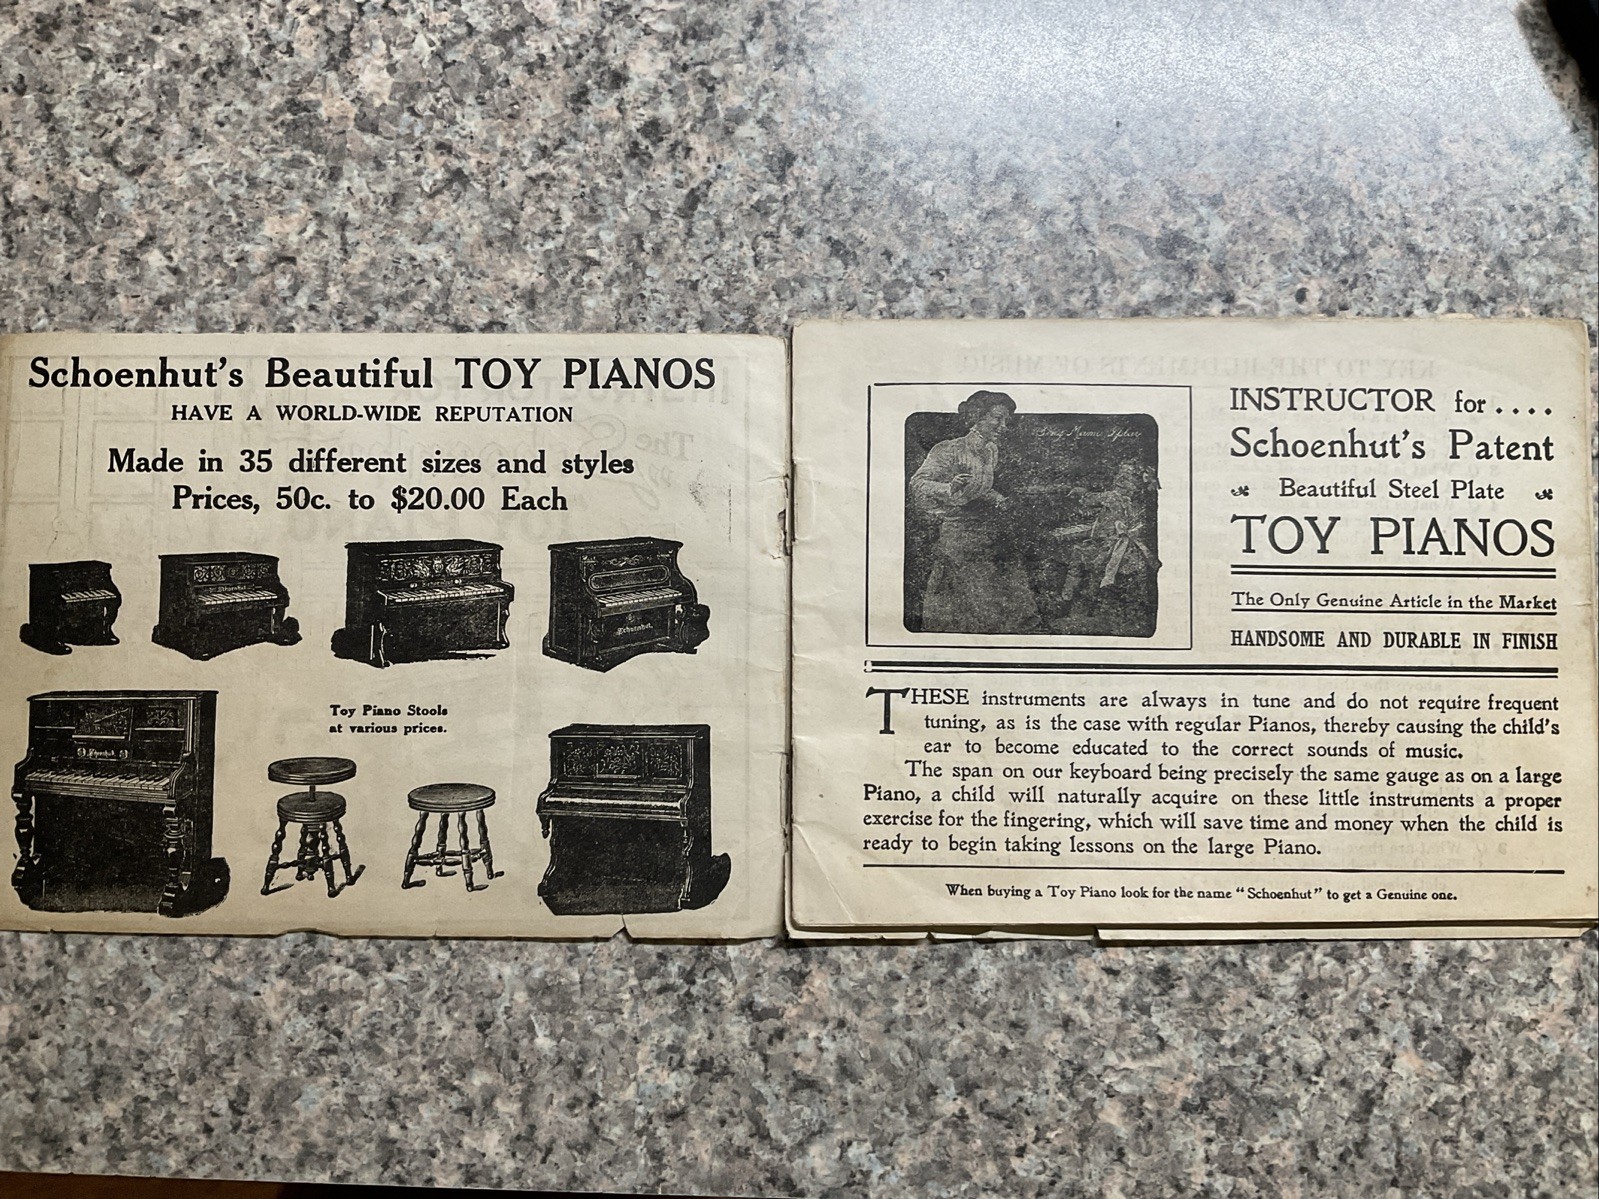 Schoenhut's Beautiful TOY PIANOS
HAVE A WORLD-WIDE REPUTATION
Made in 35 different sizes and styles
Prices, 50c. to $20.00 Each
Schoenhut.
Toy Piano Stools
at various prices.
INSTRUCTOR for....
Schoenhut's Patent
Beautiful Steel Plate
TOY PIANOS
The Only Genuine Article in the Market
HANDSOME AND DURABLE IN FINISH
THESE instruments are always in tune and do not require frequent
tuning, as is the case with regular Pianos, thereby causing the child's
ear to become educated to the correct sounds of music.
The span on our keyboard being precisely the same gauge as on a large
Piano, a child will naturally acquire on these little instruments a proper
exercise for the fingering, which will save time and money when the child is
ready to begin taking lessons on the large Piano.
When buying a Toy Piano look for the name "Schoenhut" to get a Genuine one.